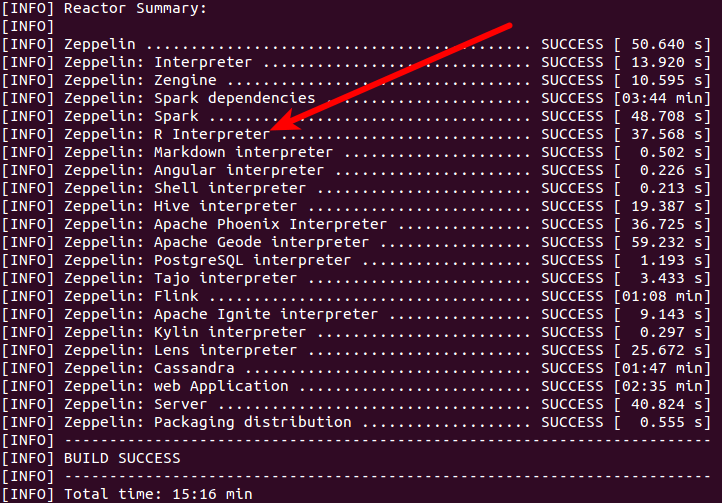 [INFO] Reactor Summary:
[INFO]
[INFO] Zeppelin ........................................... SUCCESS [ 50.640 s]
[INFO] Zeppelin: Interpreter .............................. SUCCESS [ 13.920 s]
[INFO] Zeppelin: Zengine .................................. SUCCESS [ 10.595 s]
[INFO] Zeppelin: Spark dependencies ....................... SUCCESS [03:44 min]
[INFO] Zeppelin: Spark .................................... SUCCESS [ 48.708 s]
[INFO] Zeppelin: R Interpreter ............................ SUCCESS [ 37.568 s]
[INFO] Zeppelin: Markdown interpreter ..................... SUCCESS [  0.502 s]
[INFO] Zeppelin: Angular interpreter ...................... SUCCESS [  0.226 s]
[INFO] Zeppelin: Shell interpreter ........................ SUCCESS [  0.213 s]
[INFO] Zeppelin: Hive interpreter ......................... SUCCESS [ 19.387 s]
[INFO] Zeppelin: Apache Phoenix Interpreter ............... SUCCESS [ 36.725 s]
[INFO] Zeppelin: Apache Geode interpreter ................. SUCCESS [ 59.232 s]
[INFO] Zeppelin: PostgreSQL interpreter ................... SUCCESS [  1.193 s]
[INFO] Zeppelin: Tajo interpreter ......................... SUCCESS [  3.433 s]
[INFO] Zeppelin: Flink .................................... SUCCESS [01:08 min]
[INFO] Zeppelin: Apache Ignite interpreter ................ SUCCESS [  9.143 s]
[INFO] Zeppelin: Kylin interpreter ........................ SUCCESS [  0.297 s]
[INFO] Zeppelin: Lens interpreter ......................... SUCCESS [ 25.672 s]
[INFO] Zeppelin: Cassandra ................................ SUCCESS [01:47 min]
[INFO] Zeppelin: web Application .......................... SUCCESS [02:35 min]
[INFO] Zeppelin: Server ................................... SUCCESS [ 40.824 s]
[INFO] Zeppelin: Packaging distribution ................... SUCCESS [  0.555 s]
[INFO] ------------------------------------------------------------------------
[INFO] BUILD SUCCESS
[INFO] ------------------------------------------------------------------------
[INFO] Total time: 15:16 min